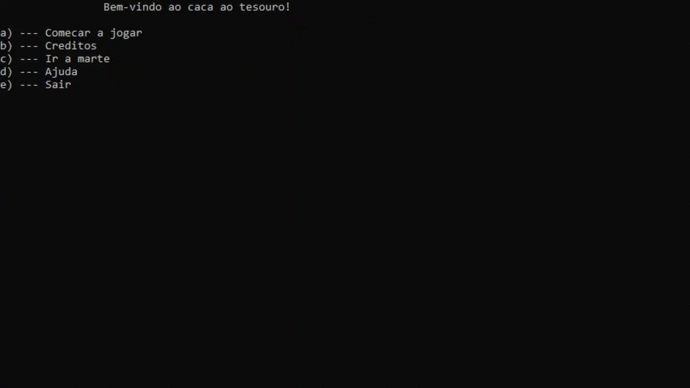 Bem-vindo ao caca ao tesouro!
a) --- Comecar a jogar
b) --- Creditos
c) --- Ir a marte
d) --- Ajuda
e) --- Sair